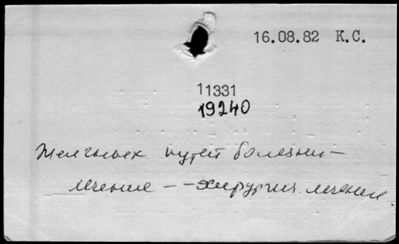 16.08.82 К.С.
11331
19240
Желчных путей болезни –
лечение – – хирургич. лечение